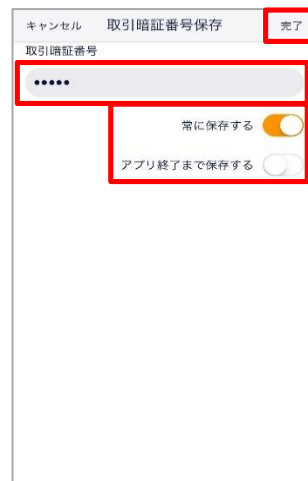 キャンセル 取引暗証番号保存 完了
取引暗証番号
•••••
常に保存する
アプリ終了まで保存する